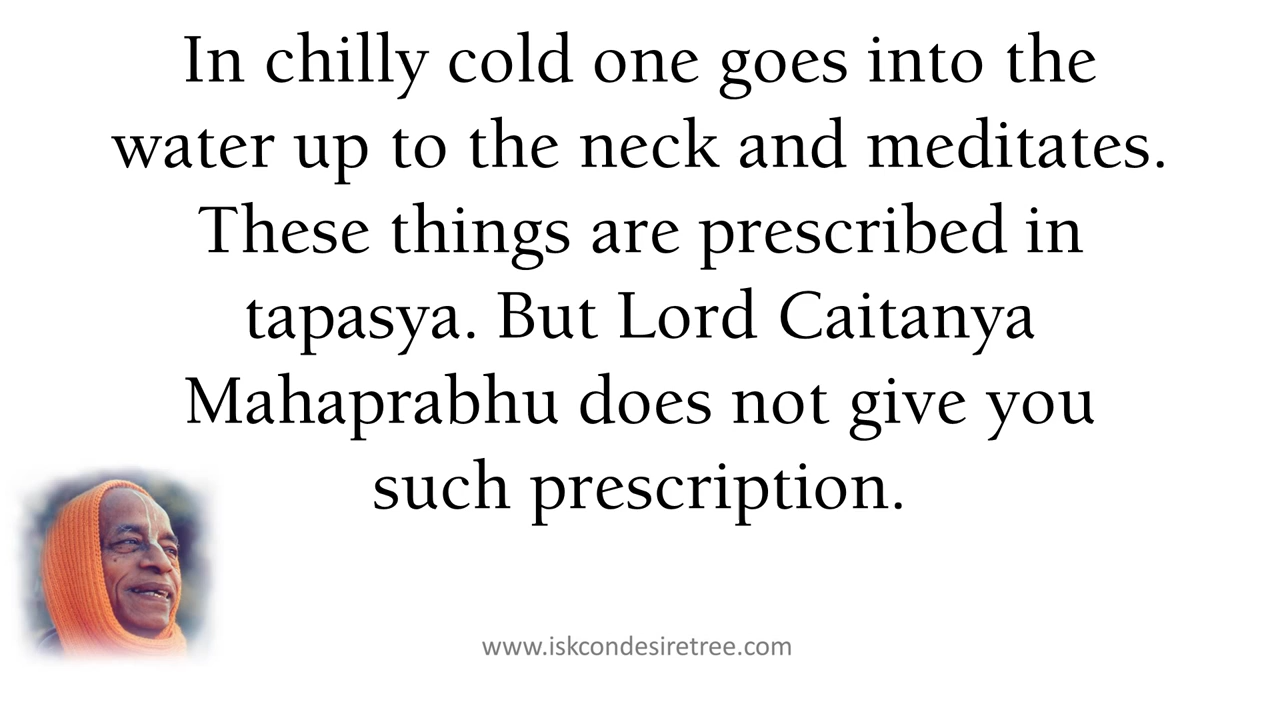 In chilly cold one goes into the
water up to the neck and meditates.
These things are prescribed in
tapasya. But Lord Caitanya
Mahaprabhu does not give you
such prescription.
www.iskcondesiretree.com